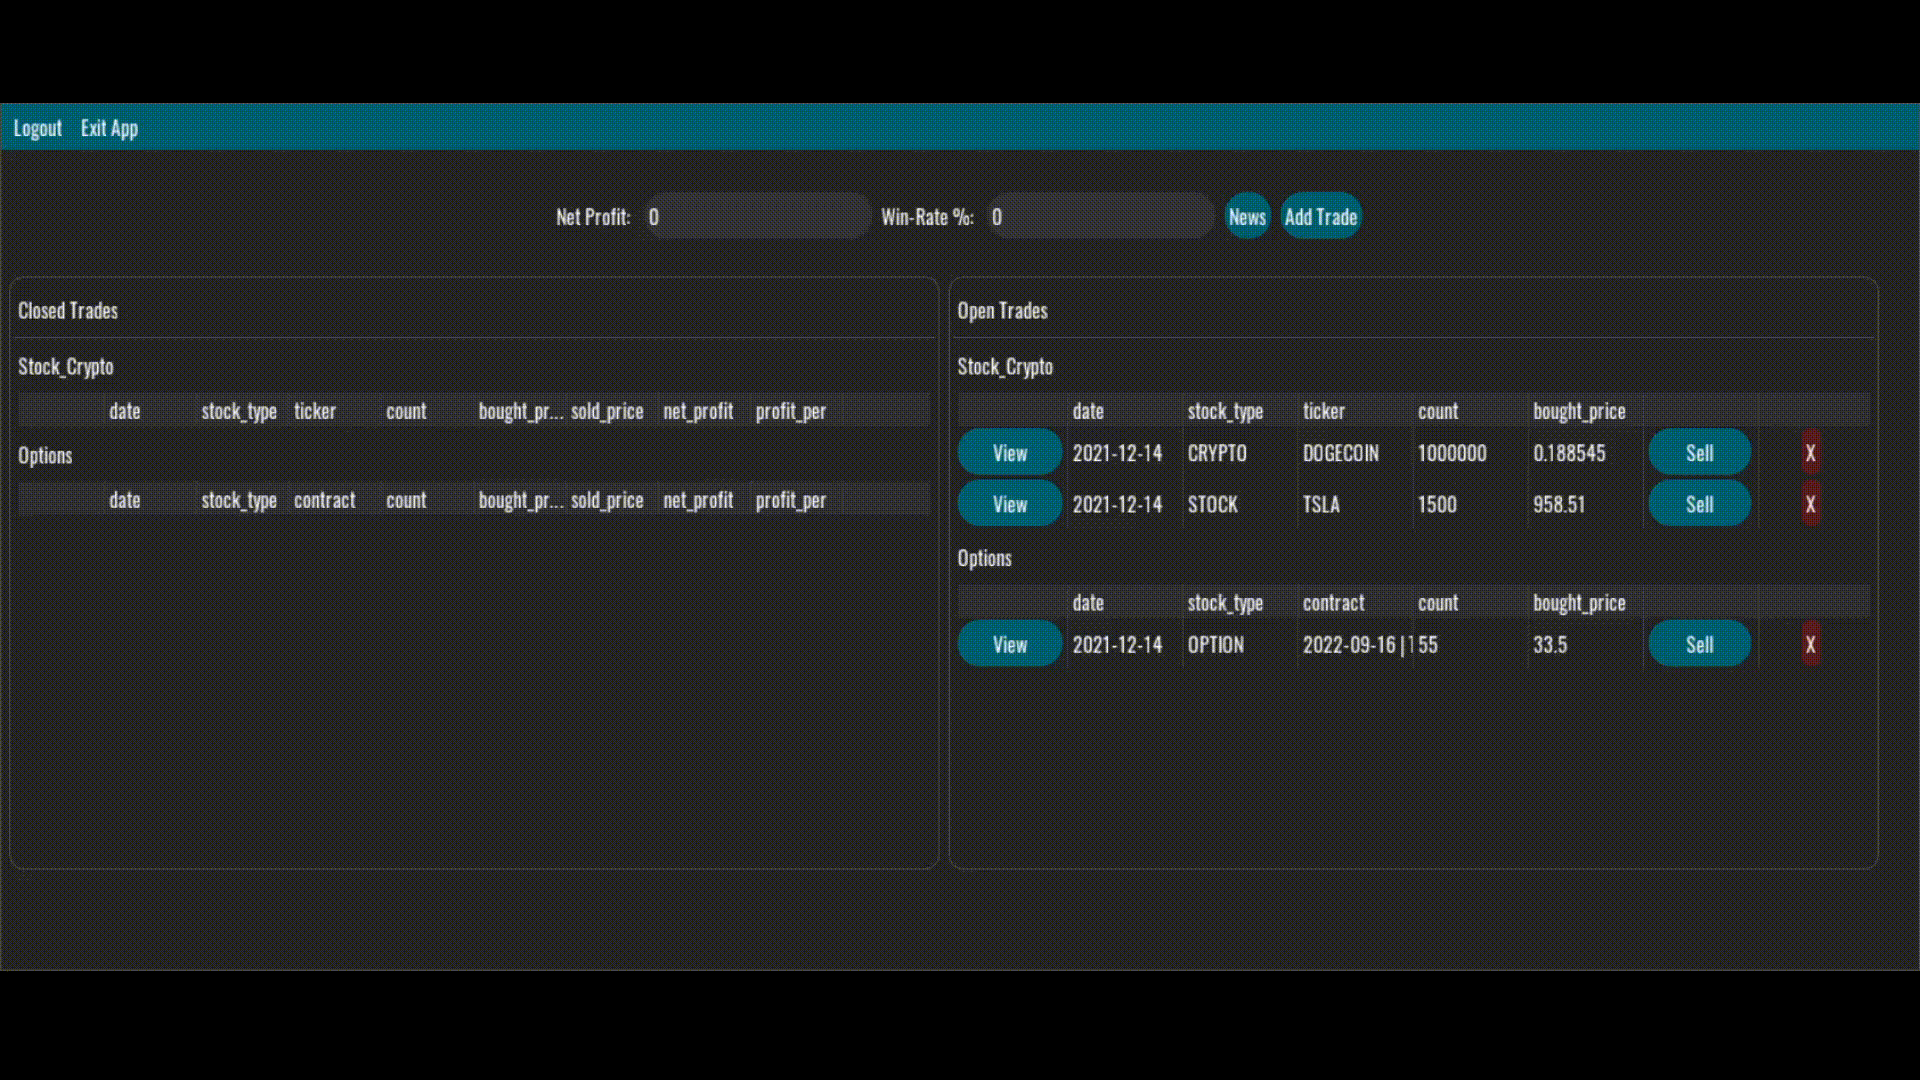 Logout Exit App
Net Profit: 0 Win-Rate %: 0 News Add Trade
Closed Trades
Stock_Crypto
date stock_type ticker count bought_pr... sold_price net_profit profit_per
Options
date stock_type contract count bought_pr... sold_price net_profit profit_per
Open Trades
Stock_Crypto
date stock_type ticker count bought_price
View 2021-12-14 CRYPTO DOGECOIN 1000000 0.188545 Sell X
View 2021-12-14 STOCK TSLA 1500 958.51 Sell X
Options
date stock_type contract count bought_price
View 2021-12-14 OPTION 2022-09-16 | 55 33.5 Sell X